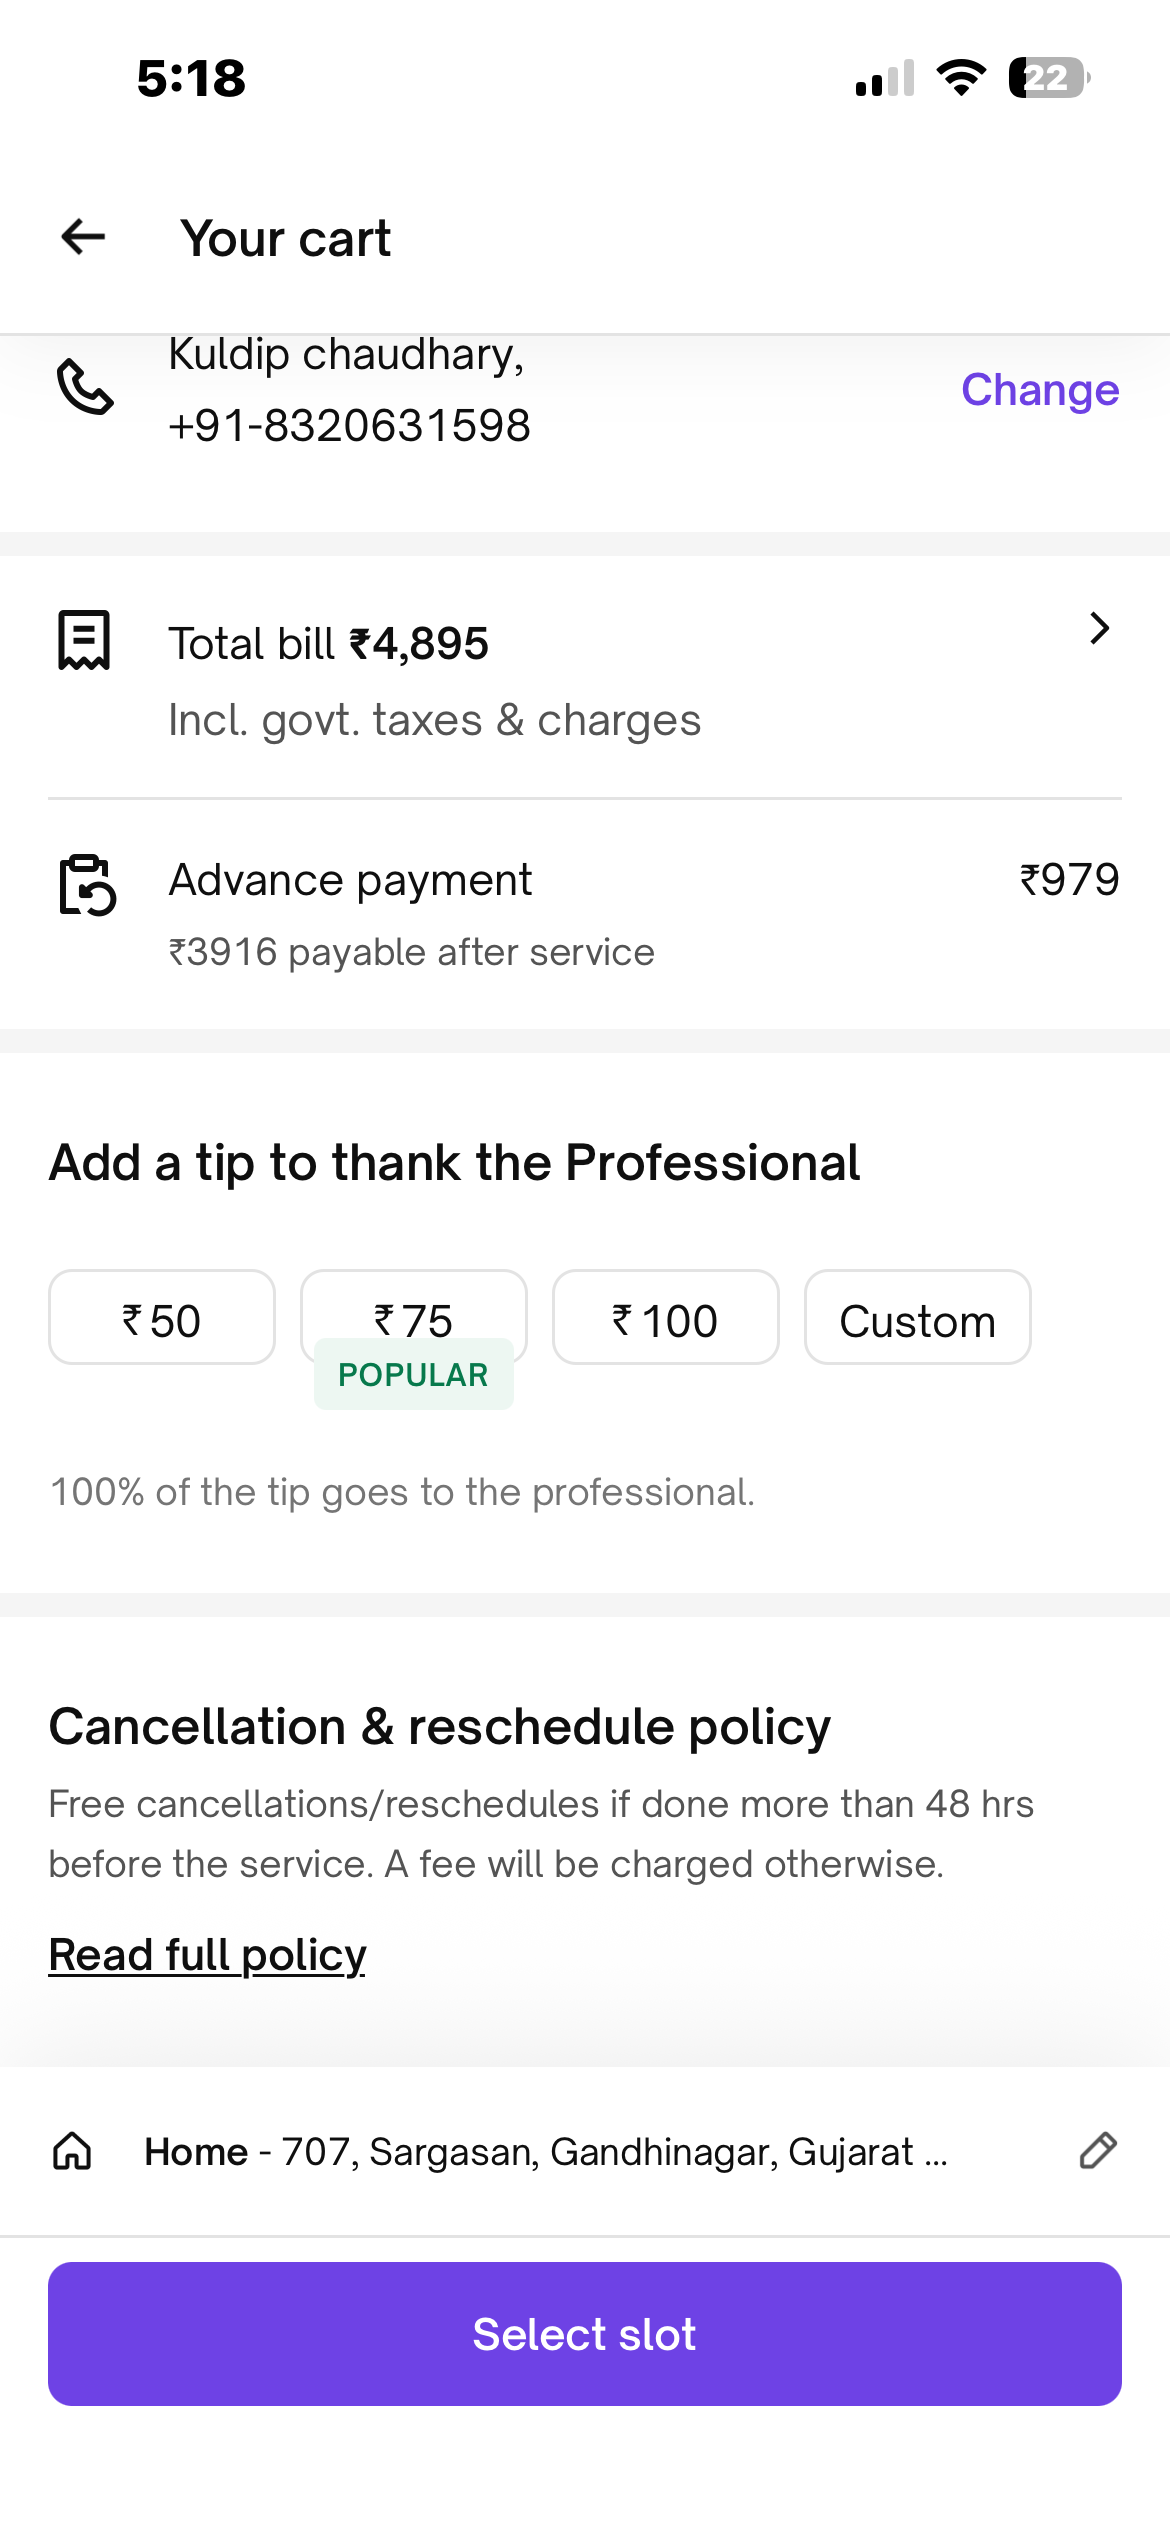 5:18
22
Your cart
Kuldip chaudhary,
+91-8320631598
Change
Total bill ₹4,895
Incl. govt. taxes & charges
Advance payment
₹979
₹3916 payable after service
Add a tip to thank the Professional
₹ 50
₹ 75
₹ 100
Custom
POPULAR
100% of the tip goes to the professional.
Cancellation & reschedule policy
Free cancellations/reschedules if done more than 48 hrs
before the service. A fee will be charged otherwise.
Read full policy
Home - 707, Sargasan, Gandhinagar, Gujarat ...
Select slot